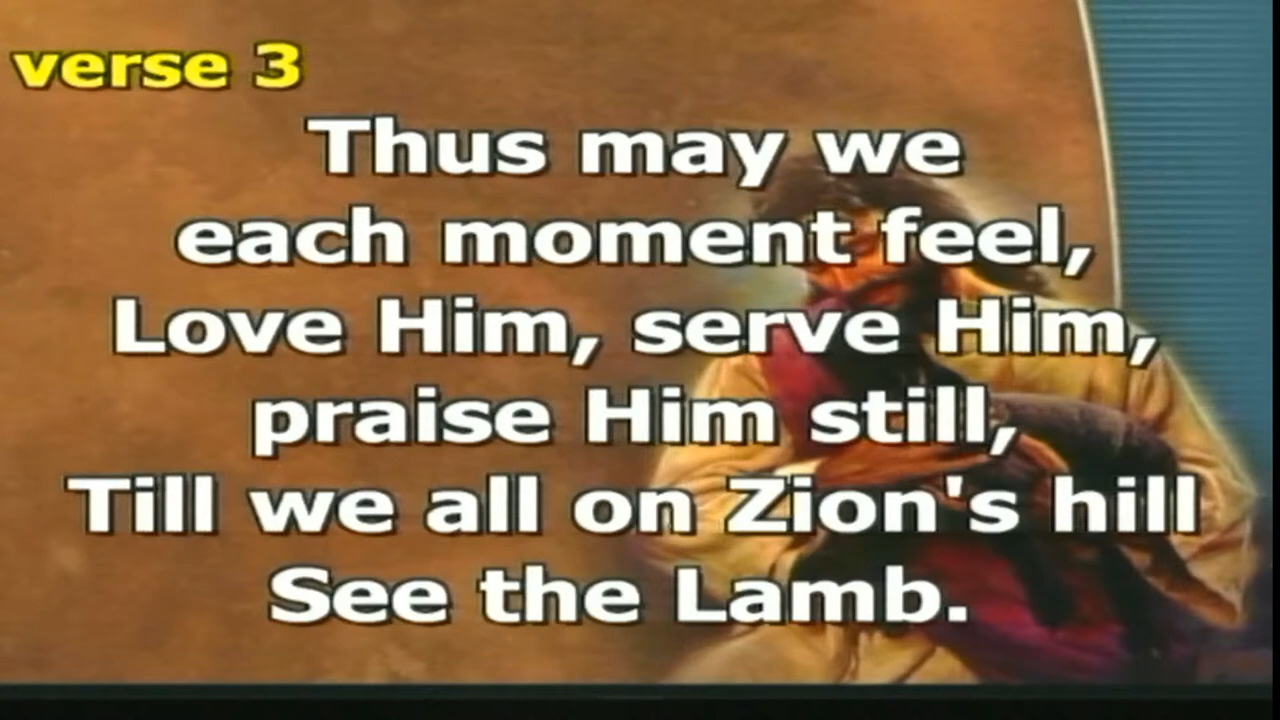 verse 3
Thus may we
each moment feel,
Love Him, serve Him,
praise Him still,
Till we all on Zion's hill
See the Lamb.